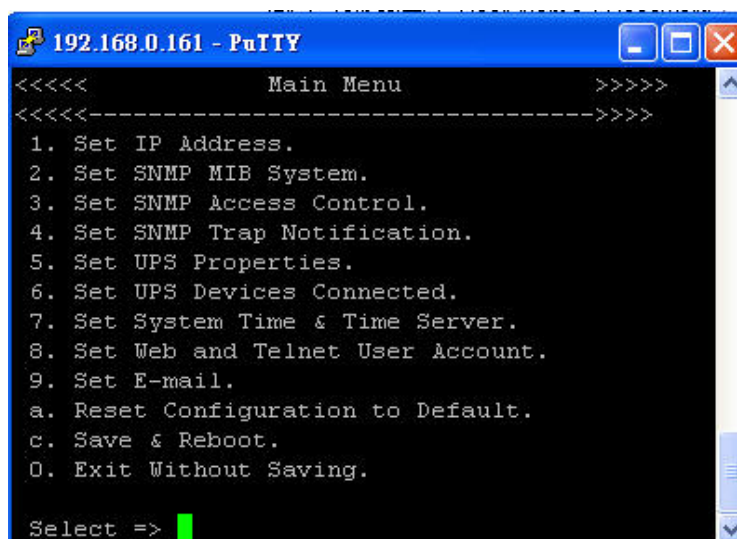 192.168.0.161 - PuTTY
<<<<<          Main Menu          >>>>>
<<<<<----------------------------------->>>>
1. Set IP Address.
2. Set SNMP MIB System.
3. Set SNMP Access Control.
4. Set SNMP Trap Notification.
5. Set UPS Properties.
6. Set UPS Devices Connected.
7. Set System Time & Time Server.
8. Set Web and Telnet User Account.
9. Set E-mail.
a. Reset Configuration to Default.
c. Save & Reboot.
0. Exit Without Saving.
Select =>